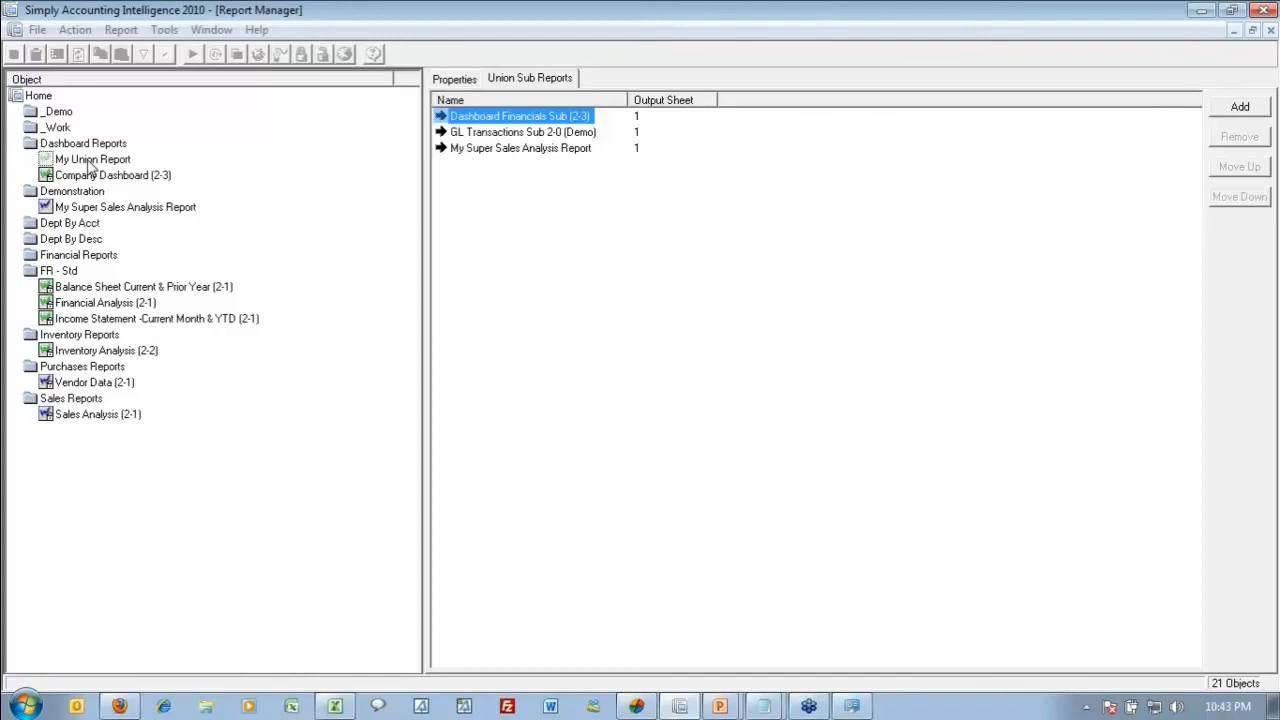 Simply Accounting Intelligence 2010 - [Report Manager]
File Action Report Tools Window Help
Object
Home
_Demo
_Work
Dashboard Reports
My Union Report
Company Dashboard (2-3)
Demonstration
My Super Sales Analysis Report
Dept By Acct
Dept By Desc
Financial Reports
FR - Std
Balance Sheet Current & Prior Year (2-1)
Financial Analysis (2-1)
Income Statement -Current Month & YTD (2-1)
Inventory Reports
Inventory Analysis (2-2)
Purchases Reports
Vendor Data (2-1)
Sales Reports
Sales Analysis (2-1)
Properties Union Sub Reports
Name Output Sheet
Dashboard Financials Sub (2-3) 1
GL Transactions Sub 2-0 (Demo) 1
My Super Sales Analysis Report 1
Add
Remove
Move Up
Move Down
21 Objects
10:43 PM